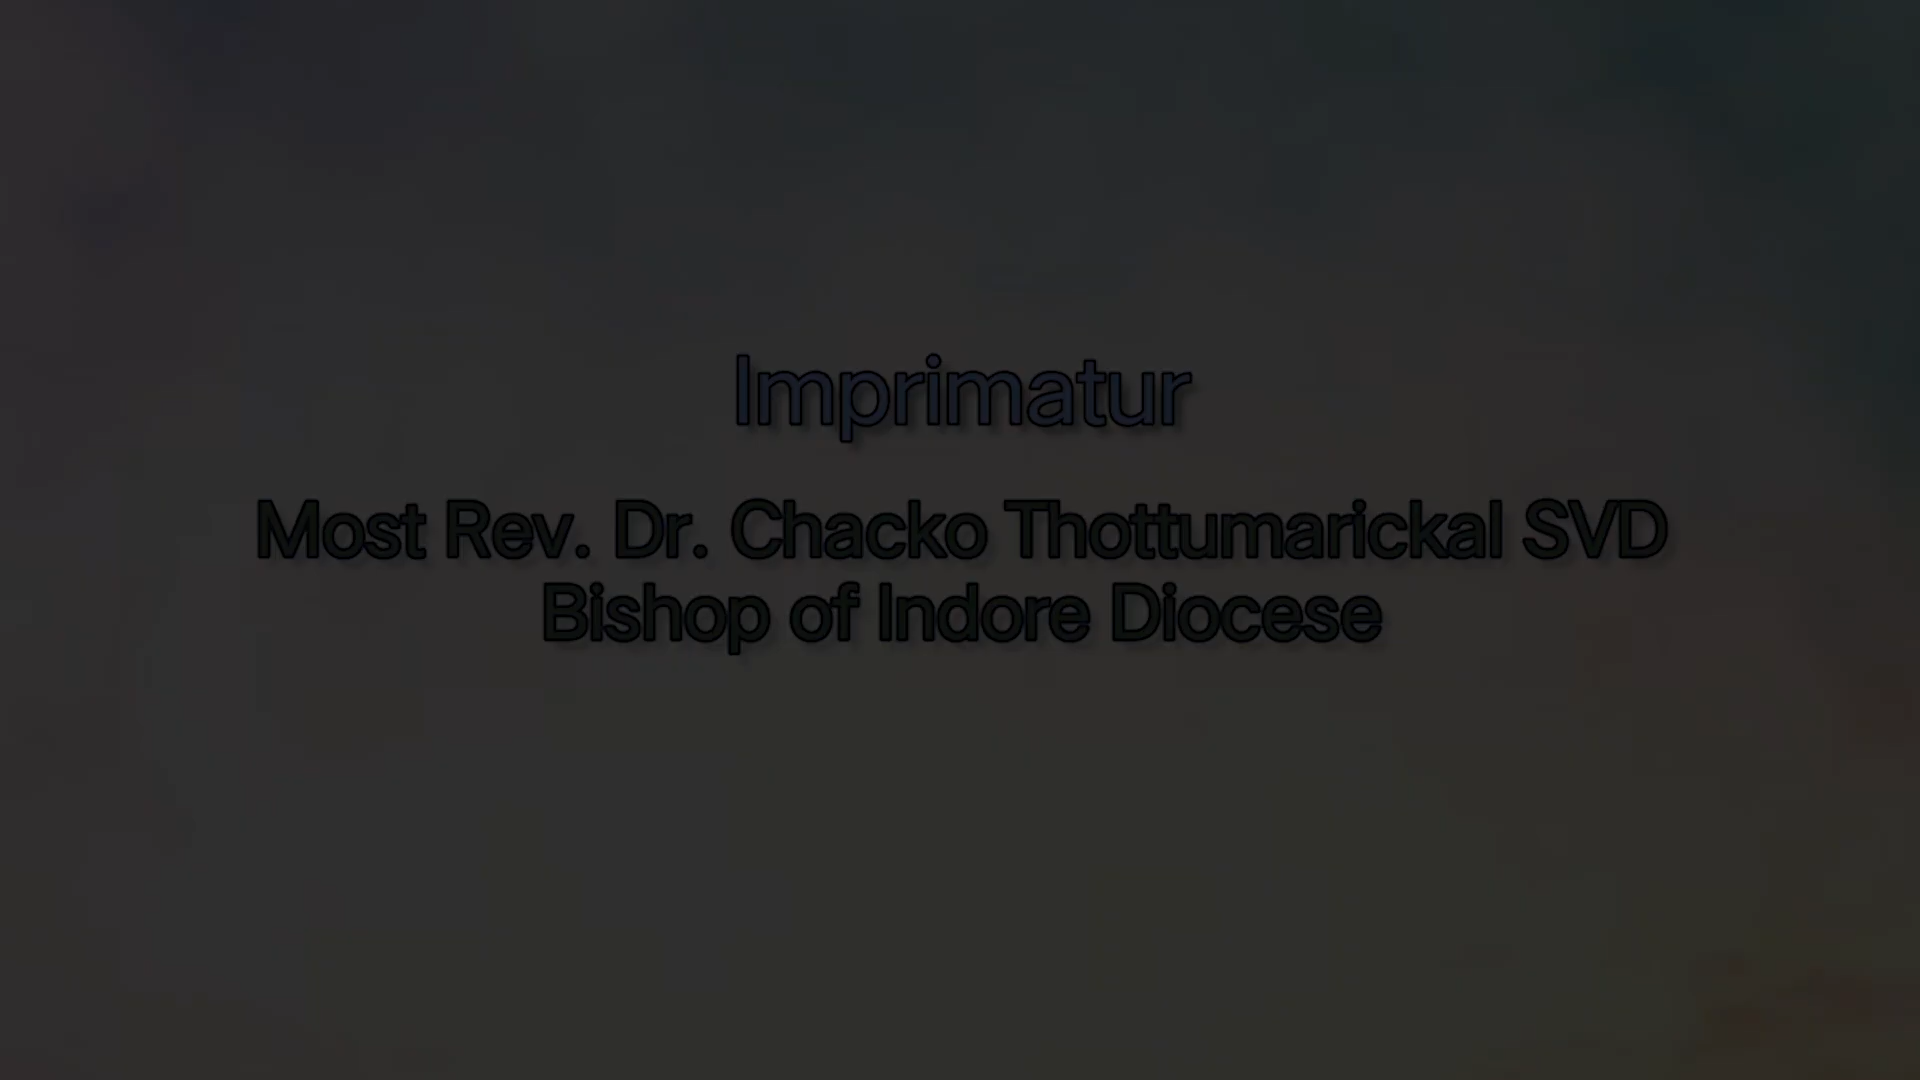 Imprimatur
Most Rev. Dr. Chacko Thottumarickal SVD
Bishop of Indore Diocese